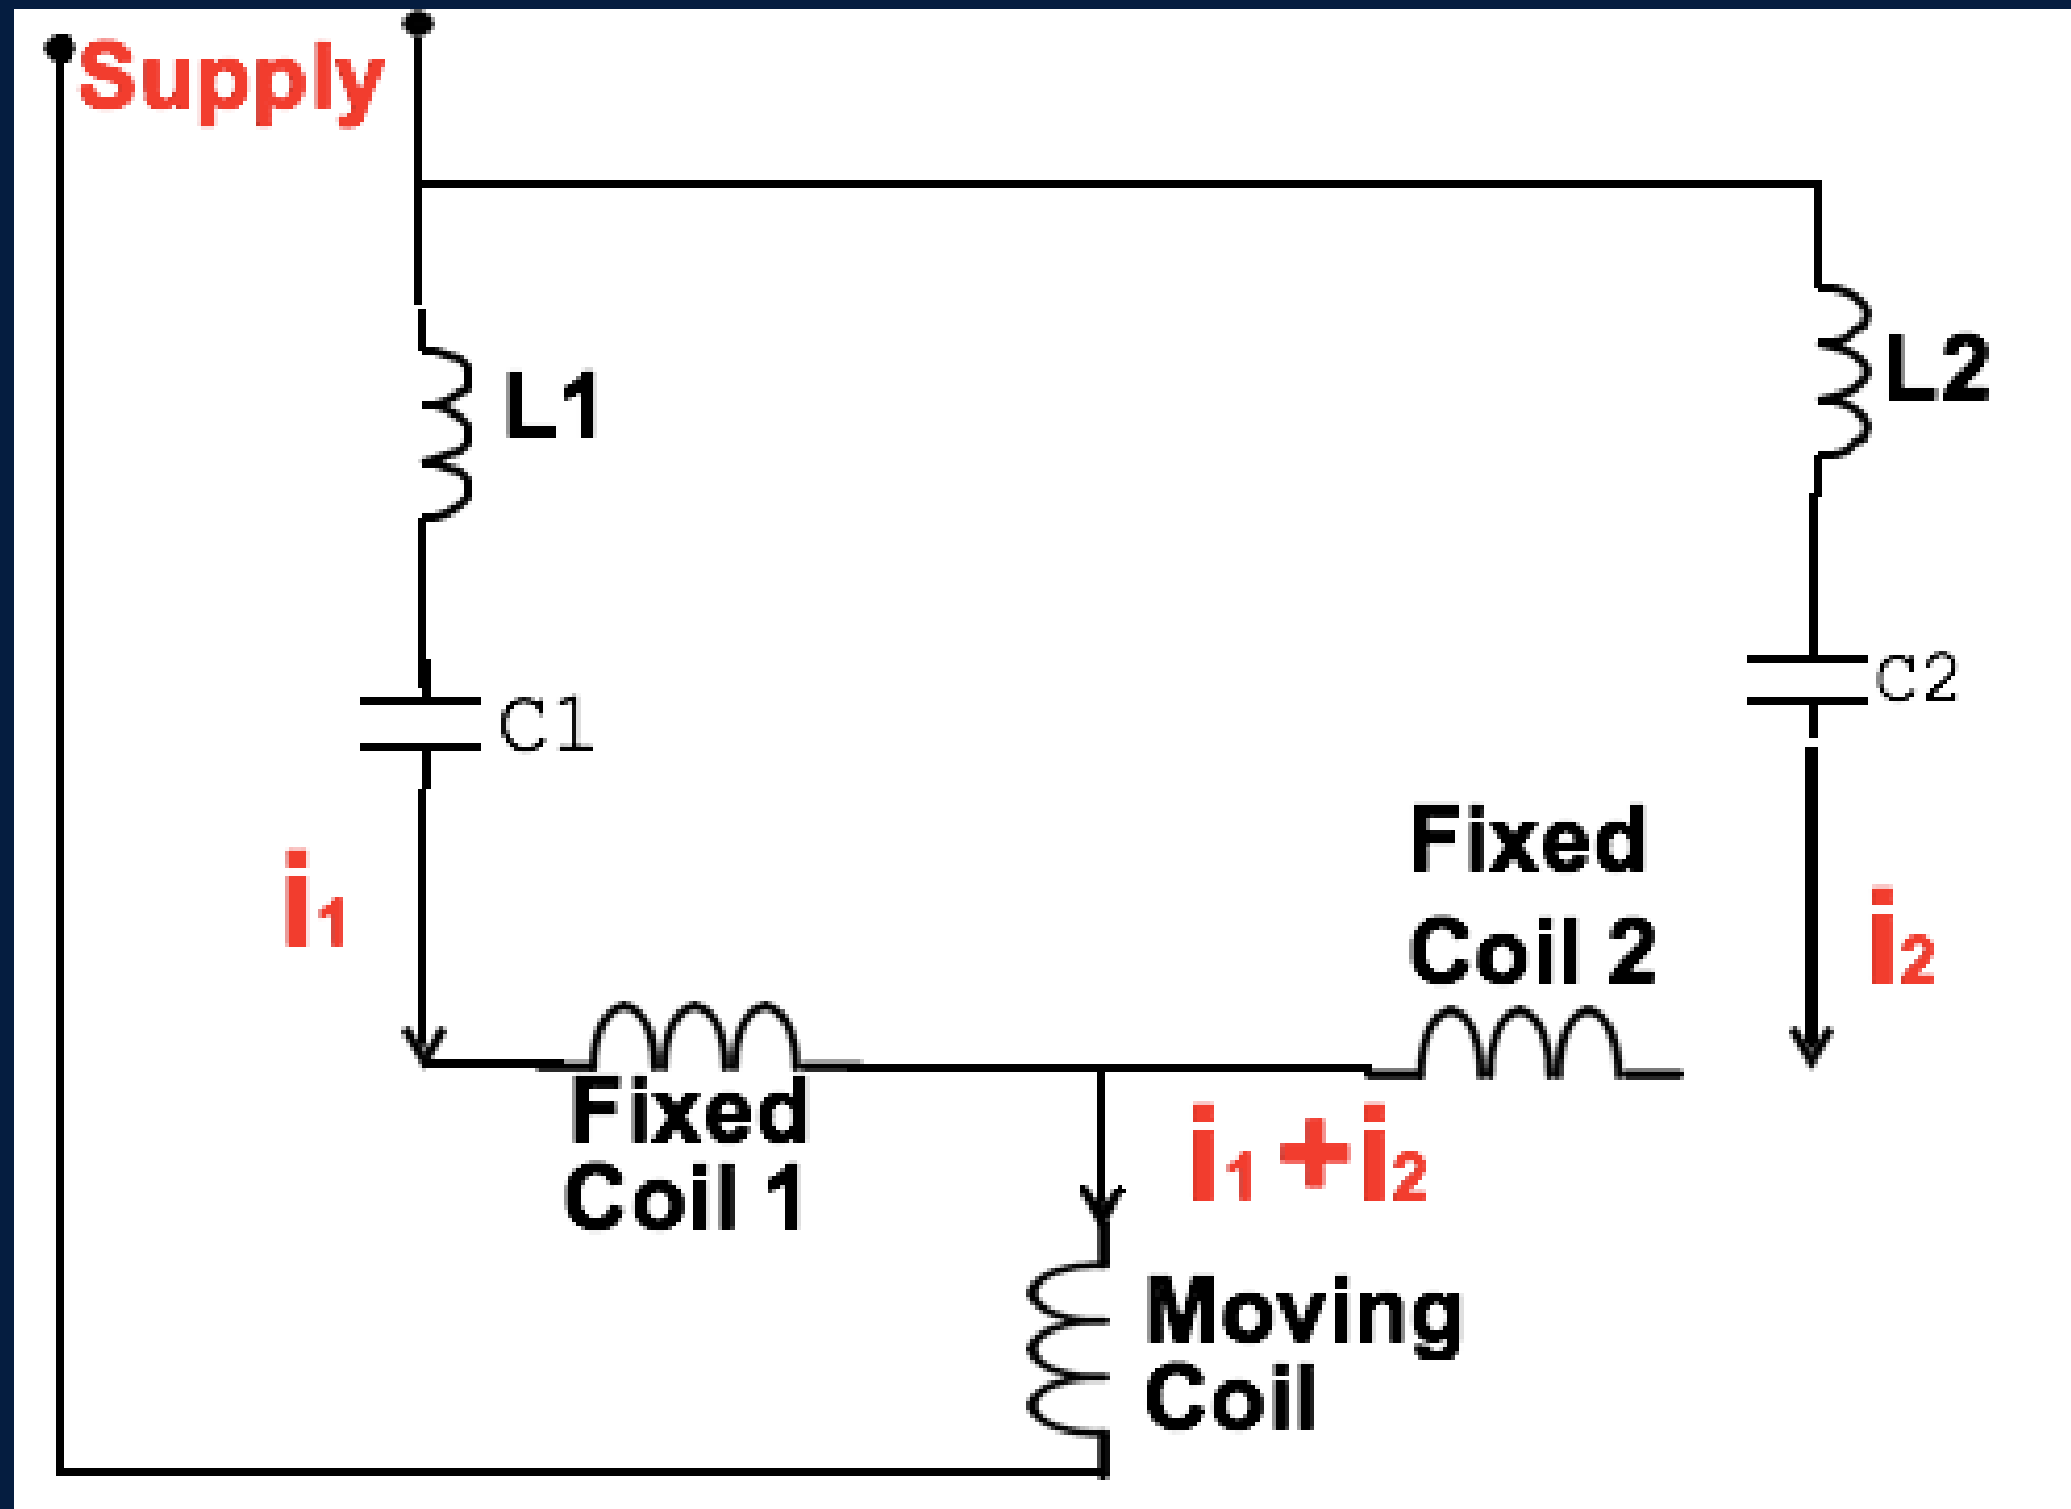 Supply
L1
L2
C1
C2
i₁
Fixed
Coil 2
i₂
Fixed
Coil 1
i₁+i₂
Moving
Coil